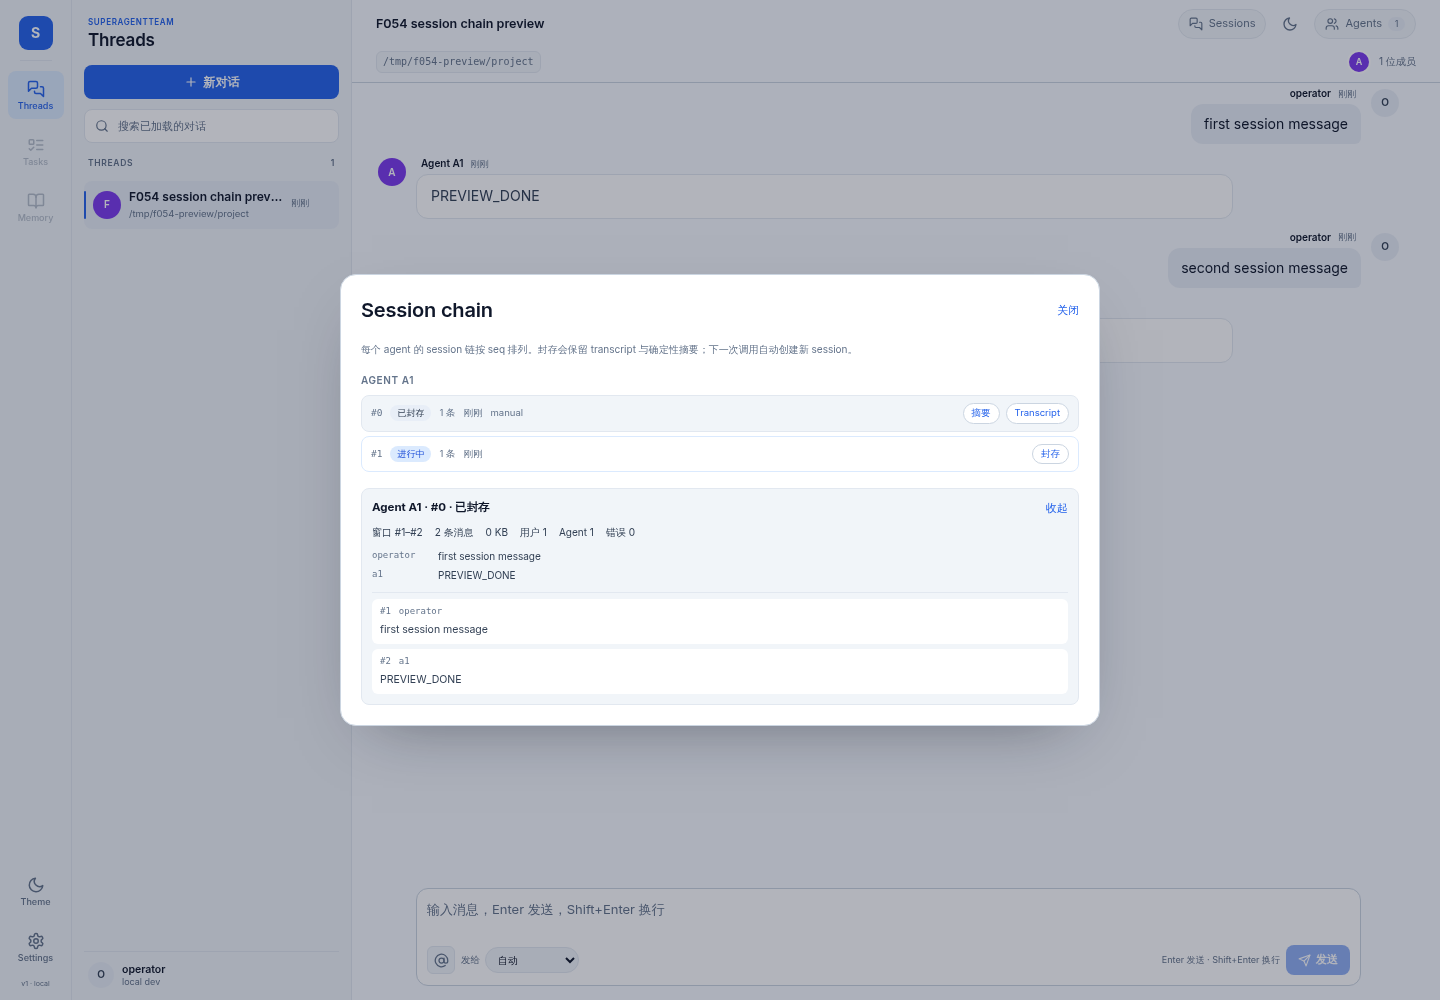 S
Threads
Tasks
Memory
Theme
Settings
v1 · local
SUPERAGENTTEAM
Threads
+ 新对话
搜索已加载的对话
THREADS 1
F F054 session chain prev... 刚刚
/tmp/f054-preview/project
O operator
local dev
F054 session chain preview
Sessions
Agents 1
/tmp/f054-preview/project
A 1 位成员
operator 刚刚 O
first session message
A Agent A1 刚刚
PREVIEW_DONE
operator 刚刚 O
second session message
Session chain
关闭
每个 agent 的 session 链按 seq 排列。封存会保留 transcript 与确定性摘要；下一次调用自动创建新 session。
AGENT A1
#0 已封存 1 条 刚刚 manual 摘要 Transcript
#1 进行中 1 条 刚刚 封存
Agent A1 · #0 · 已封存 收起
窗口 #1–#2 2 条消息 0 KB 用户 1 Agent 1 错误 0
operator first session message
a1 PREVIEW_DONE
#1 operator
first session message
#2 a1
PREVIEW_DONE
输入消息，Enter 发送，Shift+Enter 换行
@ 发给 自动
Enter 发送 · Shift+Enter 换行 发送